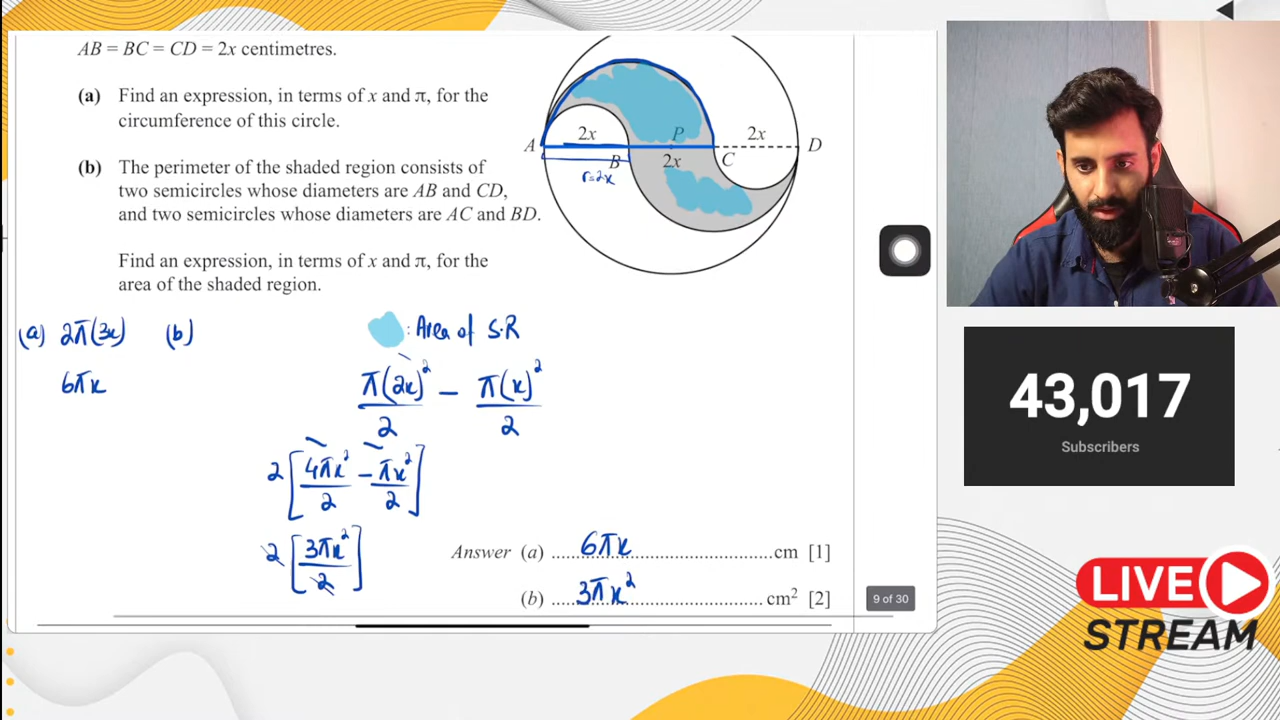 AB = BC = CD = 2x centimetres.
(a) Find an expression, in terms of x and π, for the
circumference of this circle.
(b) The perimeter of the shaded region consists of
two semicircles whose diameters are AB and CD,
and two semicircles whose diameters are AC and BD.
Find an expression, in terms of x and π, for the
area of the shaded region.
A 2x B P 2x C 2x D
r=2x
(a) 2π(3x) (b)
6πx
: Area of S.R
π(2x)²/2 − π(x)²/2
2[4πx²/2 − πx²/2]
2[3πx²/2]
Answer (a) 6πx cm [1]
(b) 3πx² cm² [2]
9 of 30
43,017
Subscribers
LIVE
STREAM